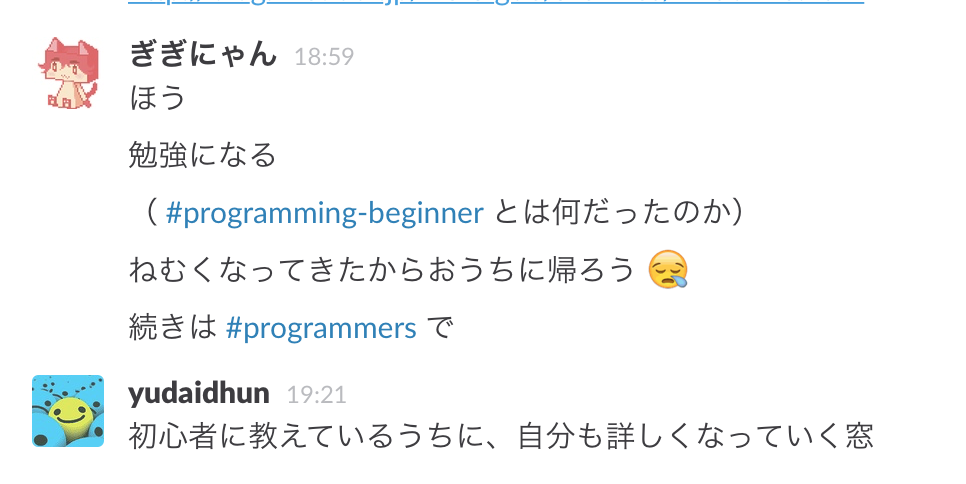 ぎぎにゃん 18:59
ほう
勉強になる
（ #programming-beginner とは何だったのか）
ねむくなってきたからおうちに帰ろう 😪
続きは #programmers で
yudaidhun 19:21
初心者に教えているうちに、自分も詳しくなっていく窓